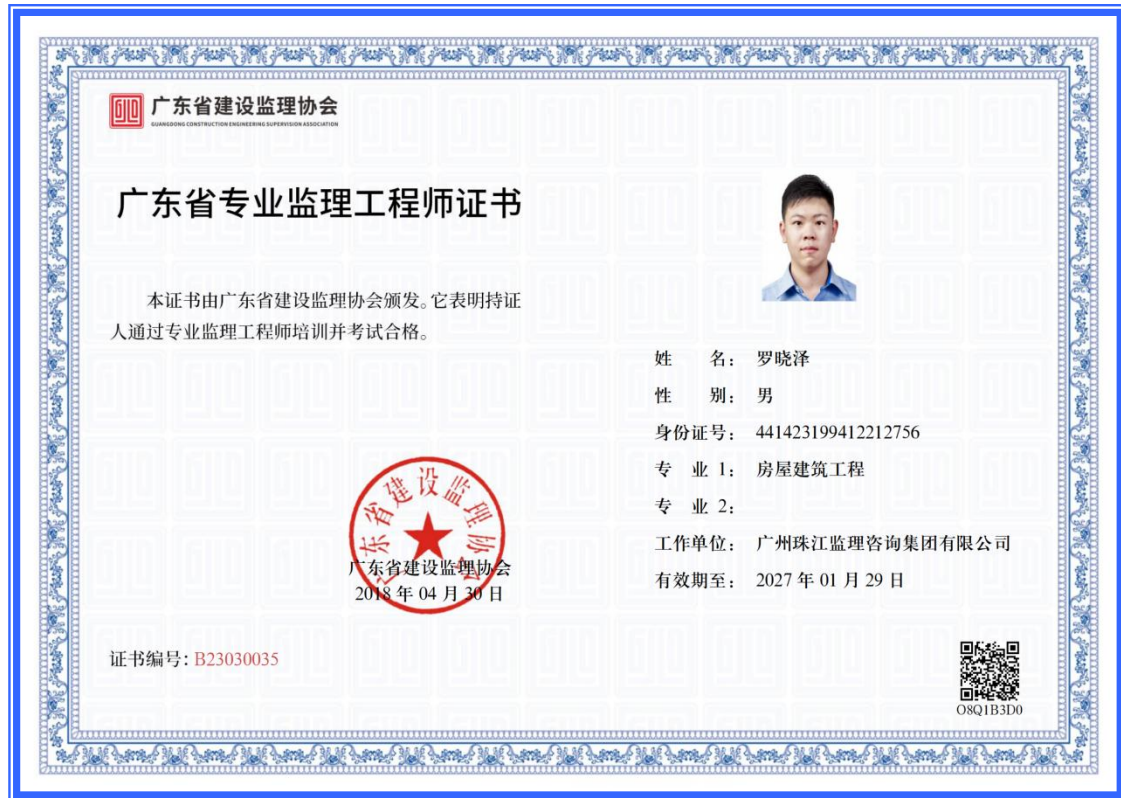 广东省建设监理协会
GUANGDONG CONSTRUCTION ENGINEERING SUPERVISION ASSOCIATION
广东省专业监理工程师证书
本证书由广东省建设监理协会颁发。它表明持证
人通过专业监理工程师培训并考试合格。
姓 名： 罗晓泽
性 别： 男
身份证号： 441423199412212756
专 业 1： 房屋建筑工程
专 业 2：
工作单位： 广州珠江监理咨询集团有限公司
有效期至： 2027 年 01 月 29 日
广东省建设监理协会
广东省建设监理协会
2018 年 04 月 30 日
证书编号: B23030035
O8Q1B3D0